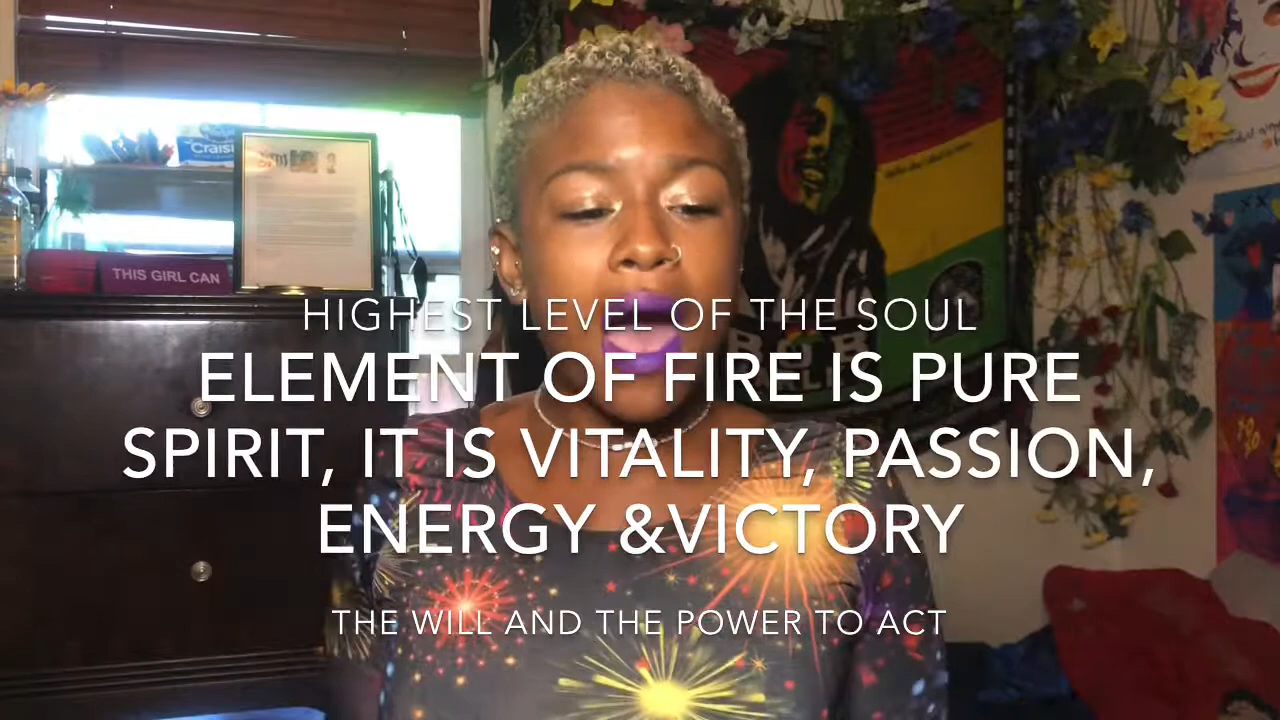 Craisi
THIS GIRL CAN
HIGHEST LEVEL OF THE SOUL
ELEMENT OF FIRE IS PURE
SPIRIT, IT IS VITALITY, PASSION,
ENERGY &VICTORY
THE WILL AND THE POWER TO ACT